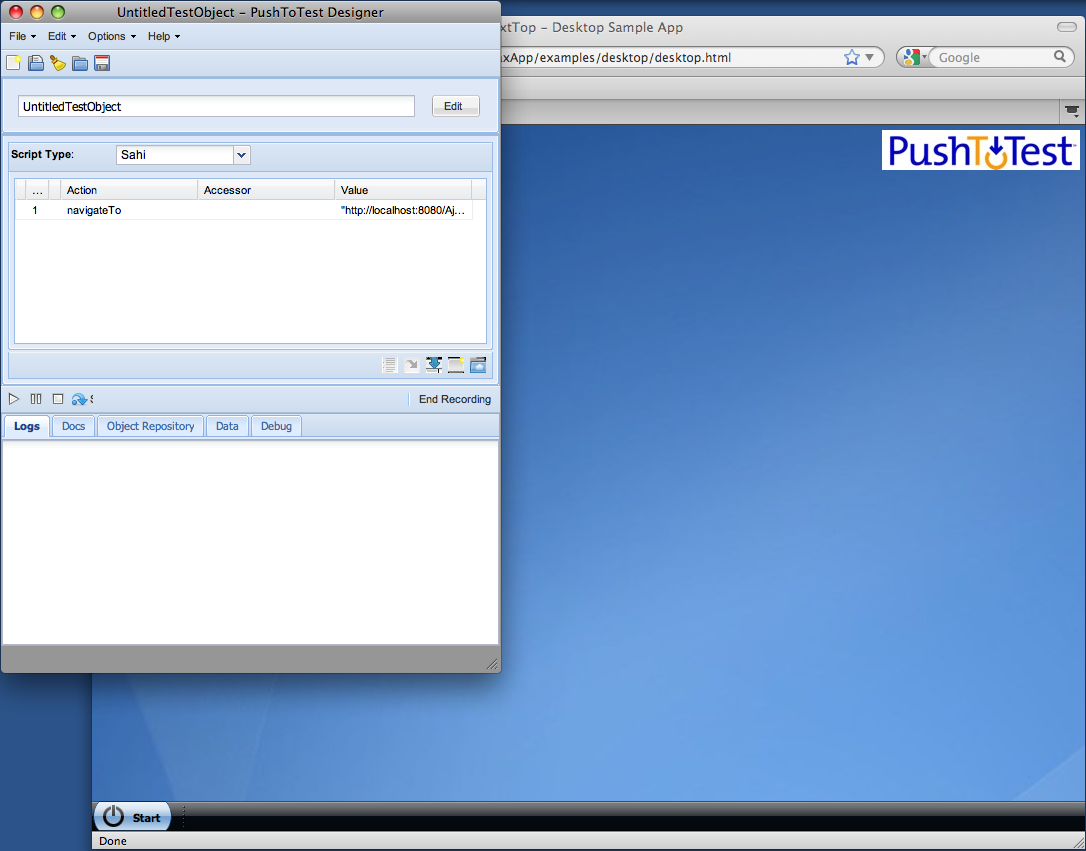 UntitledTestObject – PushToTest Designer
xtTop – Desktop Sample App
File Edit Options Help
axApp/examples/desktop/desktop.html
Google
UntitledTestObject
Edit
PushToTest
Script Type:
Sahi
... Action Accessor Value
1 navigateTo "http://localhost:8080/Aj...
End Recording
Logs Docs Object Repository Data Debug
Start
Done